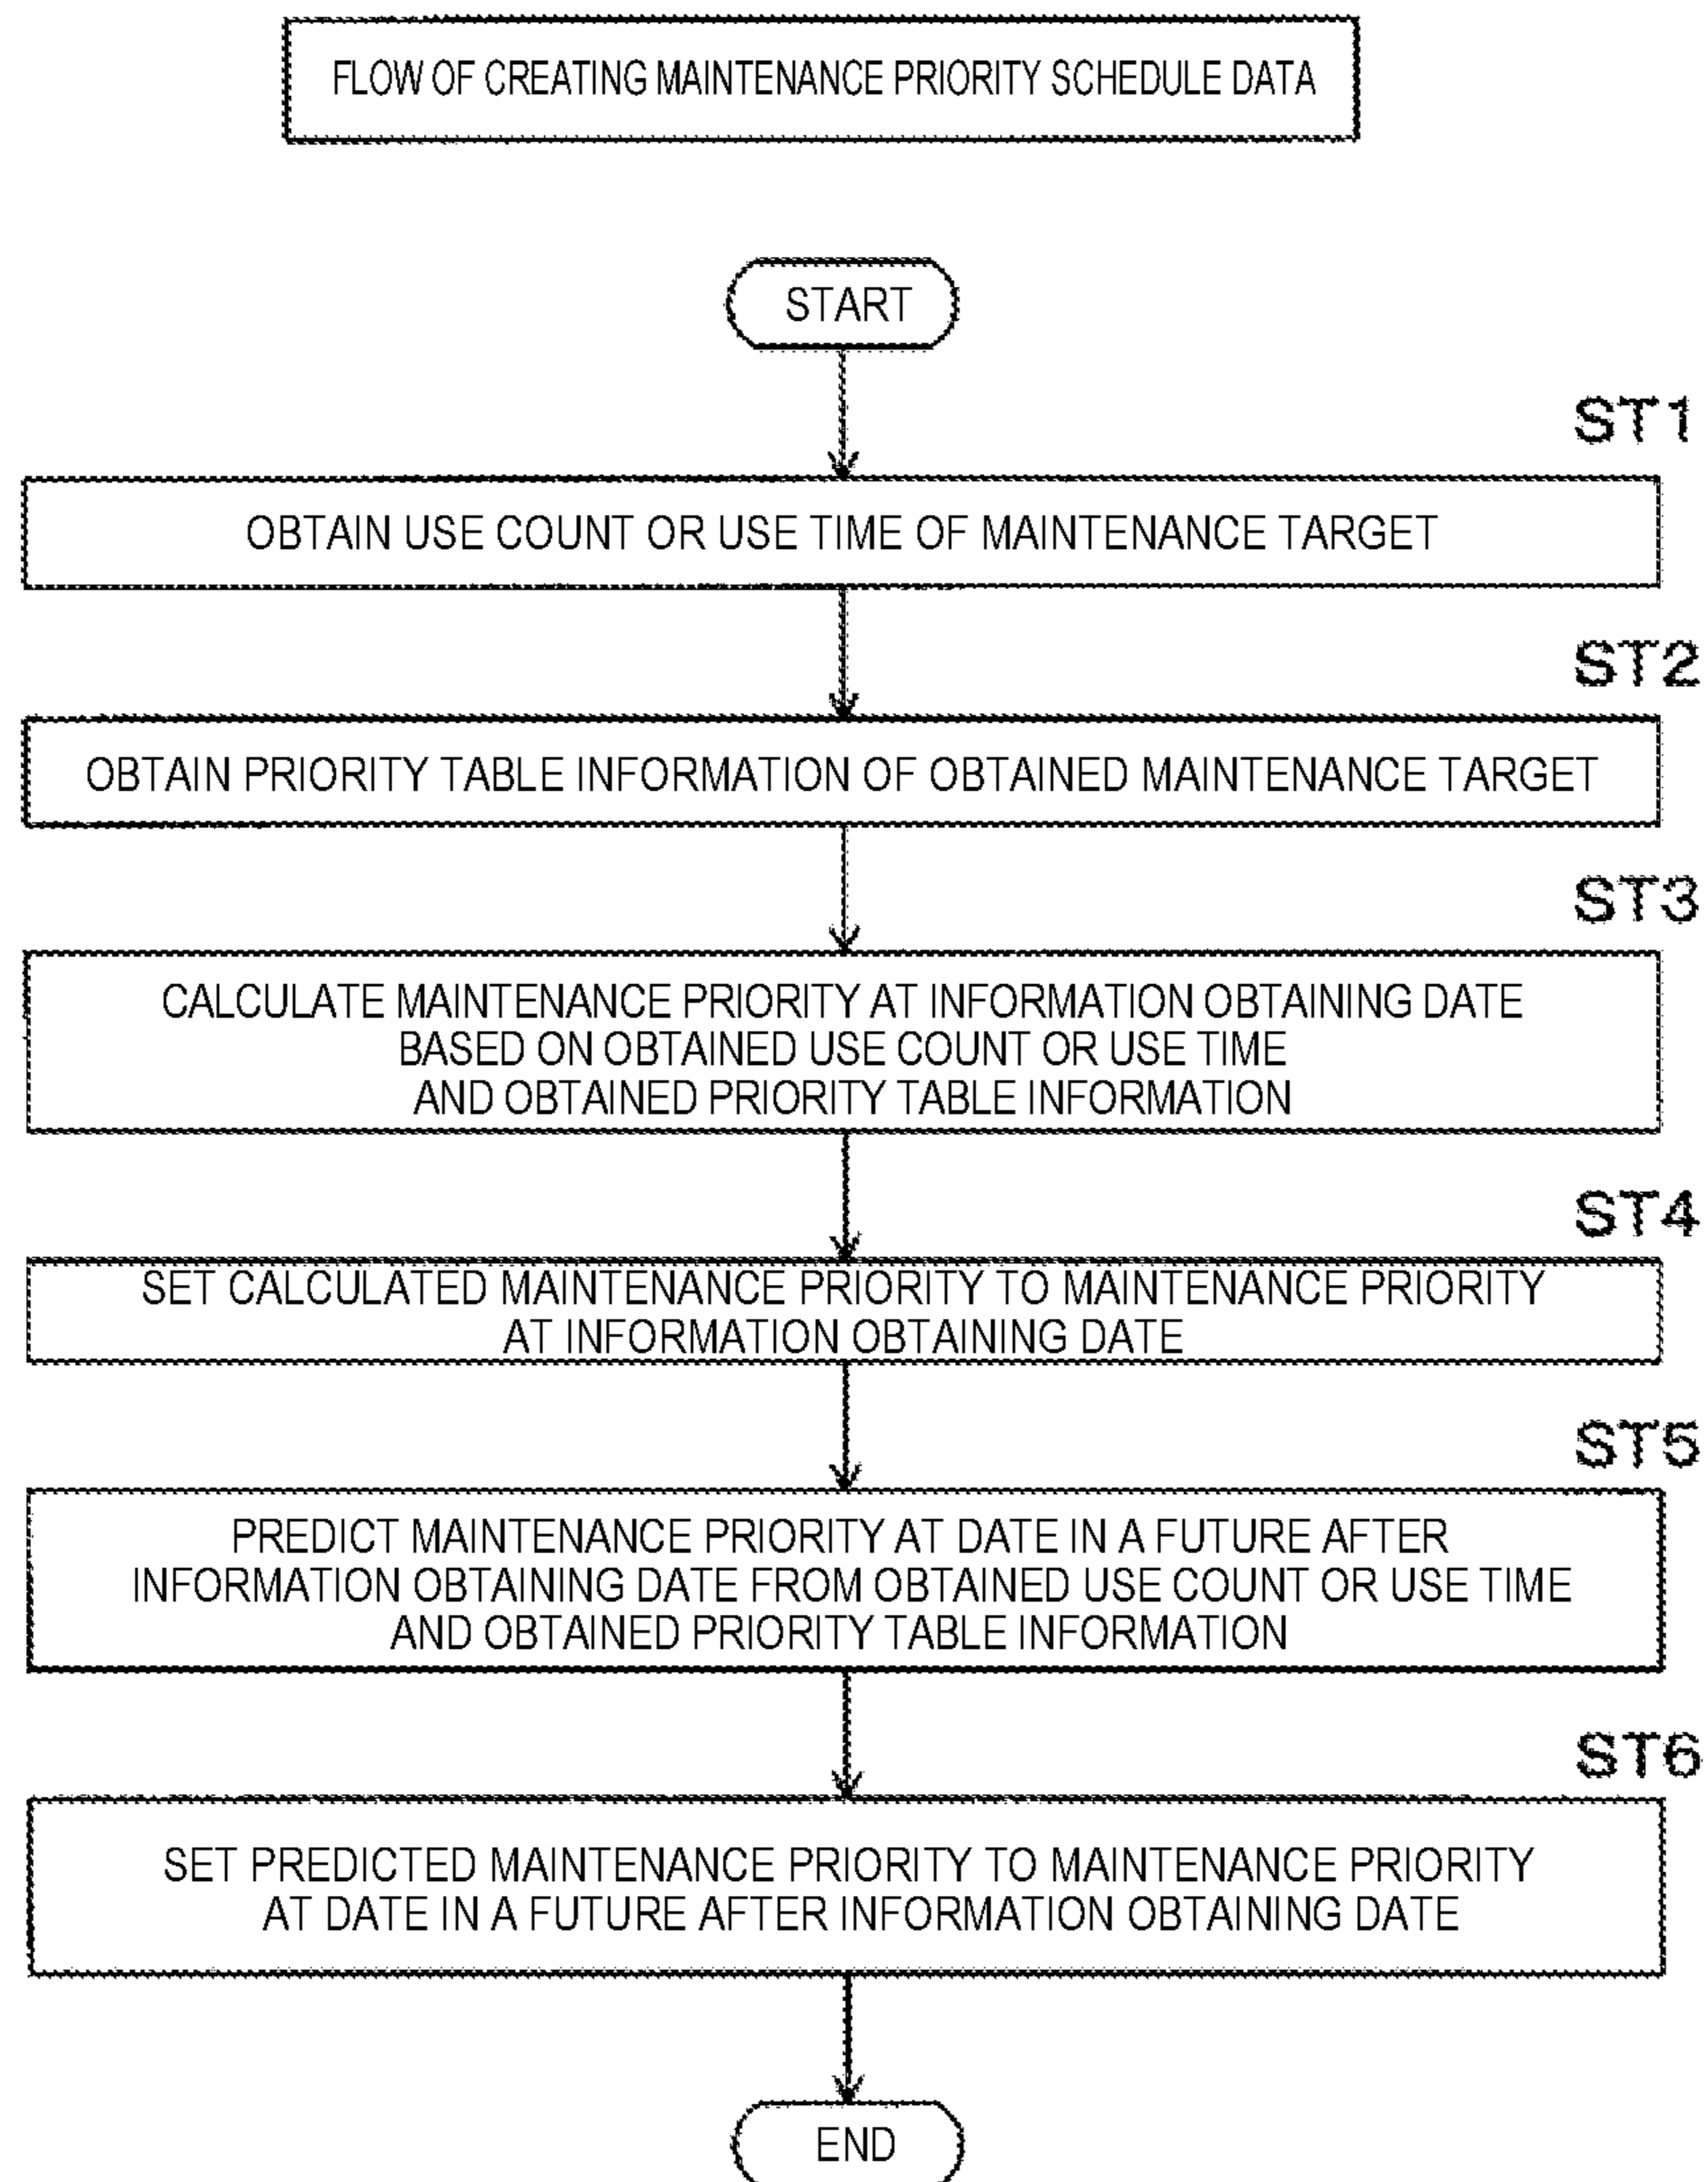 FLOW OF CREATING MAINTENANCE PRIORITY SCHEDULE DATA
START
ST1
OBTAIN USE COUNT OR USE TIME OF MAINTENANCE TARGET
ST2
OBTAIN PRIORITY TABLE INFORMATION OF OBTAINED MAINTENANCE TARGET
ST3
CALCULATE MAINTENANCE PRIORITY AT INFORMATION OBTAINING DATE
BASED ON OBTAINED USE COUNT OR USE TIME
AND OBTAINED PRIORITY TABLE INFORMATION
ST4
SET CALCULATED MAINTENANCE PRIORITY TO MAINTENANCE PRIORITY
AT INFORMATION OBTAINING DATE
ST5
PREDICT MAINTENANCE PRIORITY AT DATE IN A FUTURE AFTER
INFORMATION OBTAINING DATE FROM OBTAINED USE COUNT OR USE TIME
AND OBTAINED PRIORITY TABLE INFORMATION
ST6
SET PREDICTED MAINTENANCE PRIORITY TO MAINTENANCE PRIORITY
AT DATE IN A FUTURE AFTER INFORMATION OBTAINING DATE
END